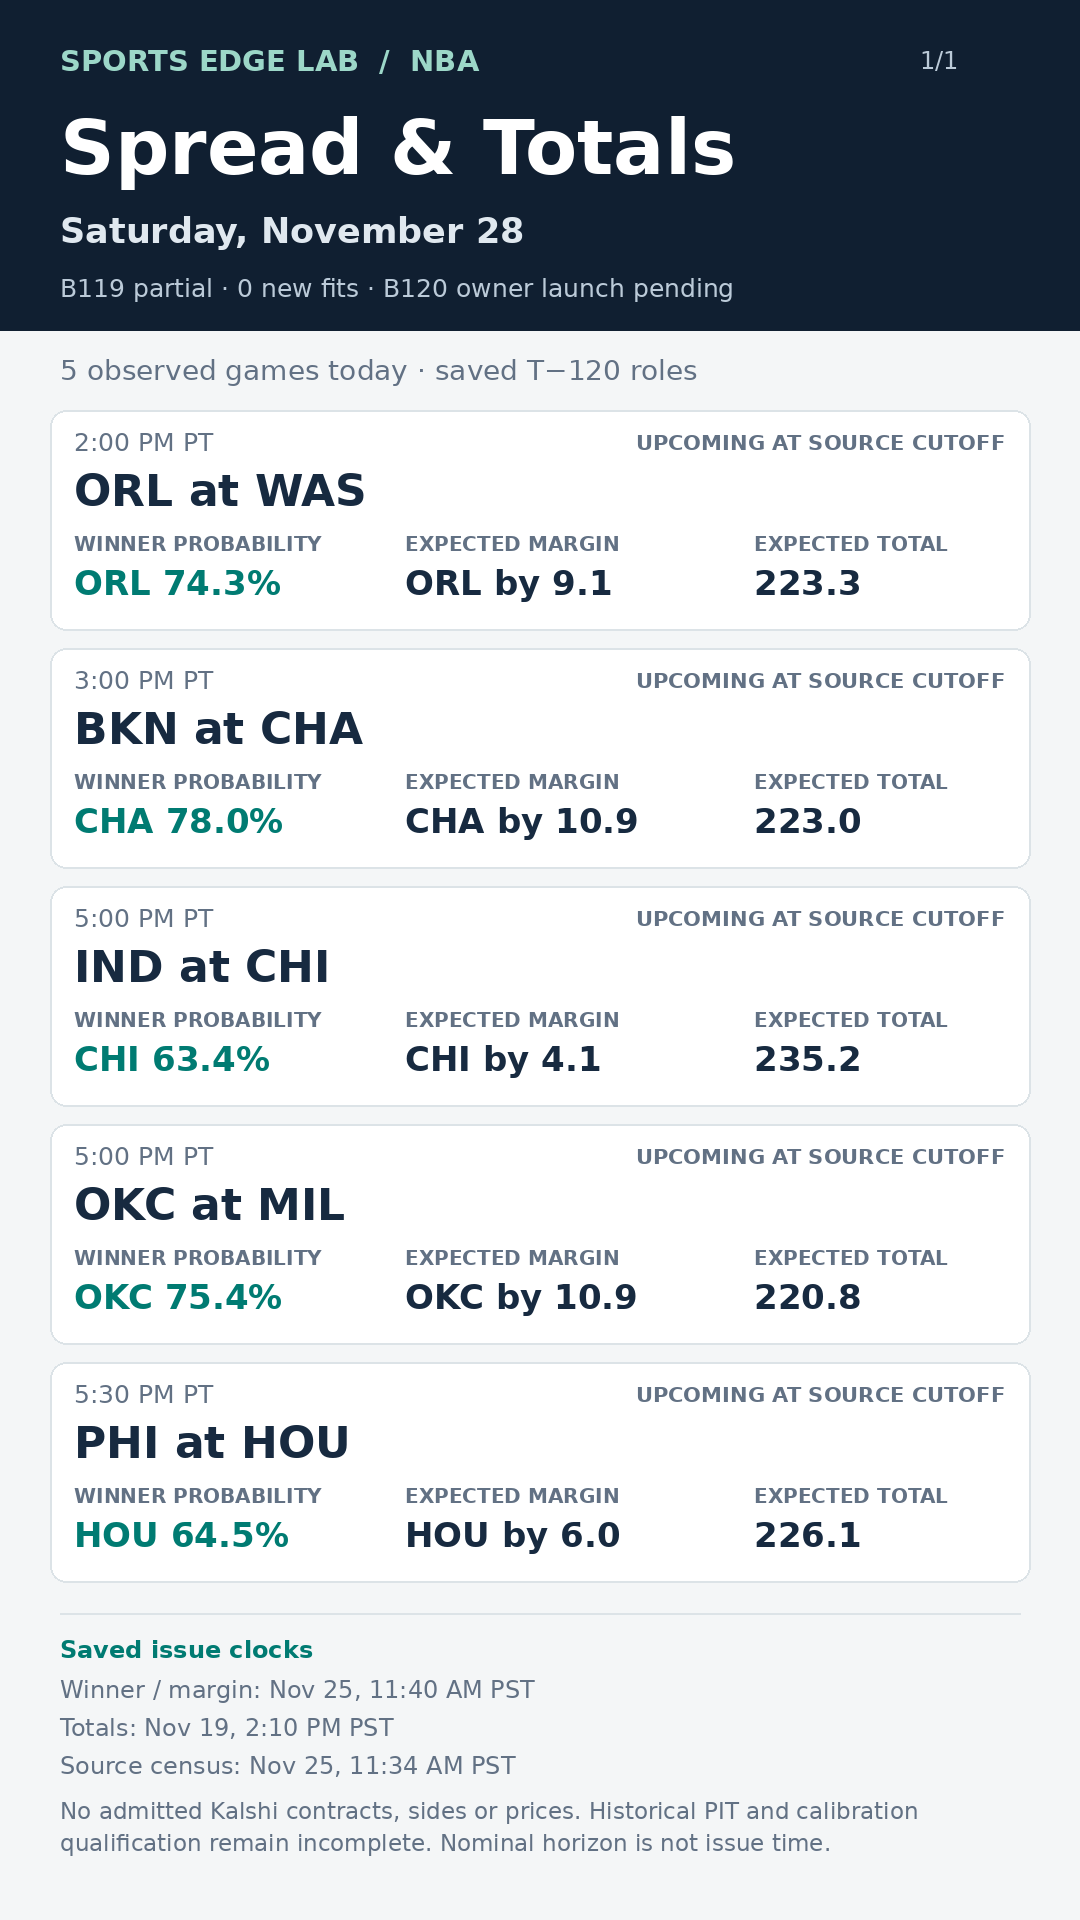 SPORTS EDGE LAB / NBA 1/1
Spread & Totals
Saturday, November 28
B119 partial · 0 new fits · B120 owner launch pending
5 observed games today · saved T−120 roles
2:00 PM PT UPCOMING AT SOURCE CUTOFF
ORL at WAS
WINNER PROBABILITY EXPECTED MARGIN EXPECTED TOTAL
ORL 74.3% ORL by 9.1 223.3
3:00 PM PT UPCOMING AT SOURCE CUTOFF
BKN at CHA
WINNER PROBABILITY EXPECTED MARGIN EXPECTED TOTAL
CHA 78.0% CHA by 10.9 223.0
5:00 PM PT UPCOMING AT SOURCE CUTOFF
IND at CHI
WINNER PROBABILITY EXPECTED MARGIN EXPECTED TOTAL
CHI 63.4% CHI by 4.1 235.2
5:00 PM PT UPCOMING AT SOURCE CUTOFF
OKC at MIL
WINNER PROBABILITY EXPECTED MARGIN EXPECTED TOTAL
OKC 75.4% OKC by 10.9 220.8
5:30 PM PT UPCOMING AT SOURCE CUTOFF
PHI at HOU
WINNER PROBABILITY EXPECTED MARGIN EXPECTED TOTAL
HOU 64.5% HOU by 6.0 226.1
Saved issue clocks
Winner / margin: Nov 25, 11:40 AM PST
Totals: Nov 19, 2:10 PM PST
Source census: Nov 25, 11:34 AM PST
No admitted Kalshi contracts, sides or prices. Historical PIT and calibration
qualification remain incomplete. Nominal horizon is not issue time.